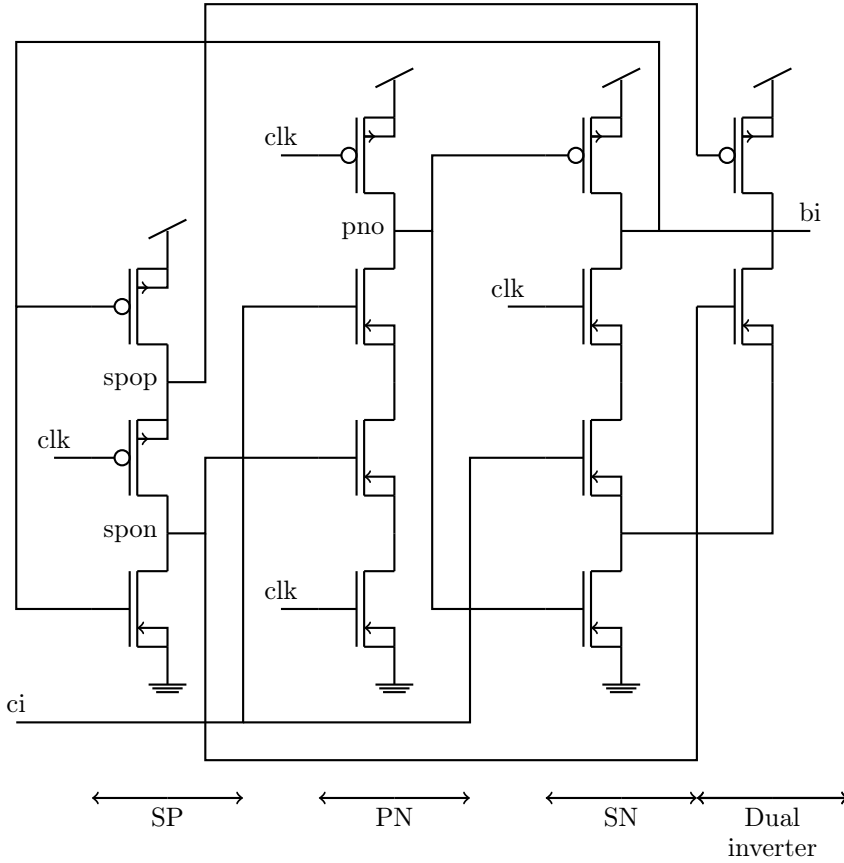 clk
clk
pno
bi
clk
spop
clk
spon
clk
ci
SP
PN
SN
Dual
inverter